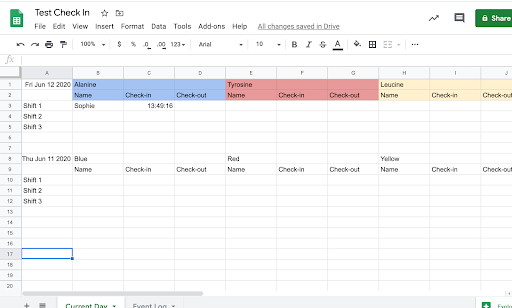 Test Check In
File Edit View Insert Format Data Tools Add-ons Help All changes saved in Drive
Share
100% $ % .0 .00 123 Arial 10 B I S A
fx
A B C D E F G H I J
1 Fri Jun 12 2020 Alanine Tyrosine Leucine
2 Name Check-in Check-out Name Check-in Check-out Name Check-in Check-out
3 Shift 1 Sophie 13:49:16
4 Shift 2
5 Shift 3
6
7
8 Thu Jun 11 2020 Blue Red Yellow
9 Name Check-in Check-out Name Check-in Check-out Name Check-in Check-out
10 Shift 1
11 Shift 2
12 Shift 3
13
14
15
16
17
18
19
20
Current Day Event Log